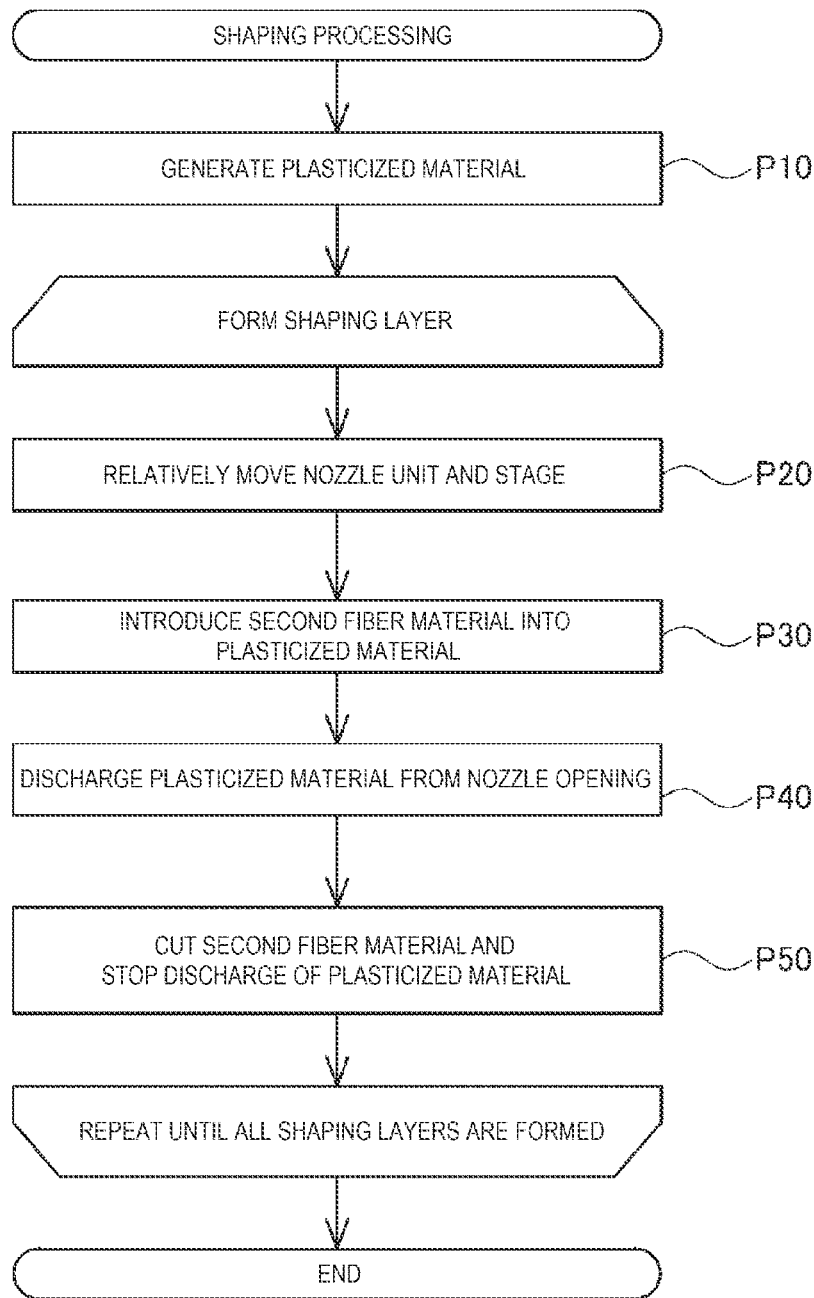 SHAPING PROCESSING
GENERATE PLASTICIZED MATERIAL
P10
FORM SHAPING LAYER
RELATIVELY MOVE NOZZLE UNIT AND STAGE
P20
INTRODUCE SECOND FIBER MATERIAL INTO
PLASTICIZED MATERIAL
P30
DISCHARGE PLASTICIZED MATERIAL FROM NOZZLE OPENING
P40
CUT SECOND FIBER MATERIAL AND
STOP DISCHARGE OF PLASTICIZED MATERIAL
P50
REPEAT UNTIL ALL SHAPING LAYERS ARE FORMED
END